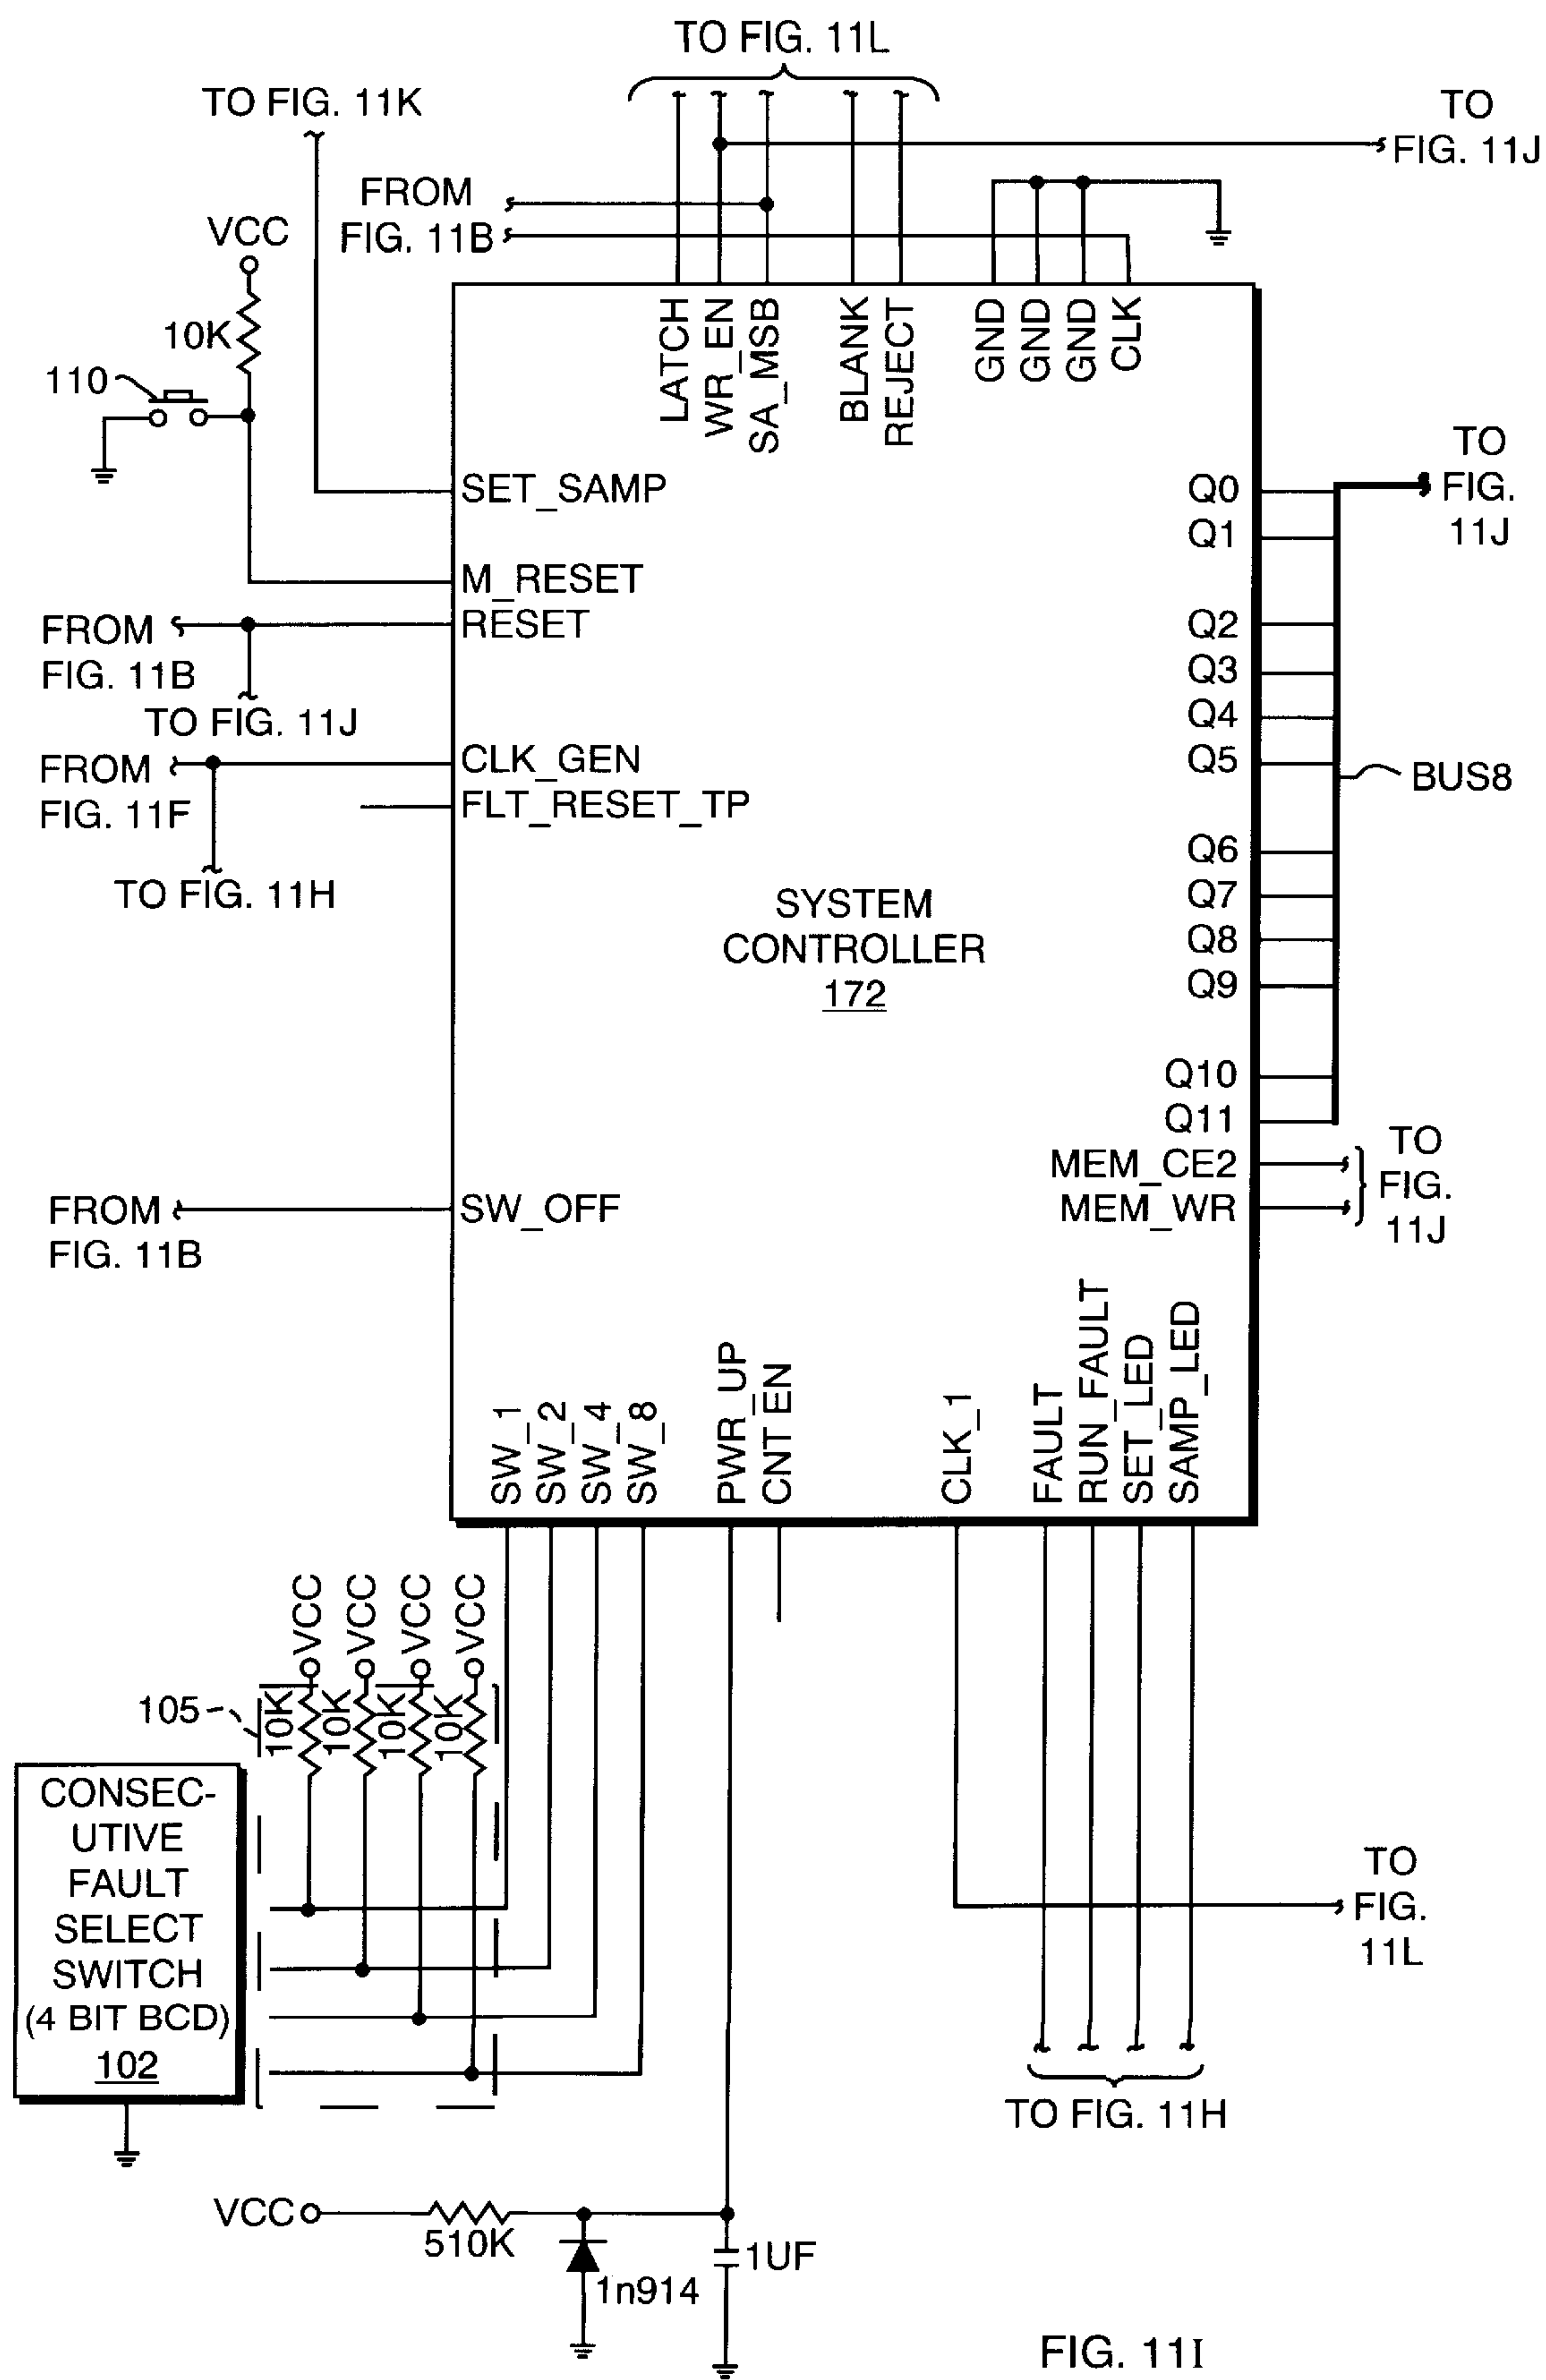 TO FIG. 11L
TO FIG. 11K
TO
FIG. 11J
FROM
FIG. 11B
VCC
10K
110
LATCH
WR_EN
SA_MSB
BLANK
REJECT
GND
GND
GND
CLK
SET_SAMP
M_RESET
RESET
FROM
FIG. 11B
TO FIG. 11J
CLK_GEN
FROM
FIG. 11F
FLT_RESET_TP
TO FIG. 11H
SYSTEM
CONTROLLER
172
Q0
Q1
Q2
Q3
Q4
Q5
Q6
Q7
Q8
Q9
Q10
Q11
TO
FIG.
11J
BUS8
MEM_CE2
MEM_WR
TO
FIG.
11J
SW_OFF
FROM
FIG. 11B
SW_1
SW_2
SW_4
SW_8
PWR_UP
CNT_EN
CLK_1
FAULT
RUN_FAULT
SET_LED
SAMP_LED
VCC
VCC
VCC
VCC
105
10K
10K
10K
10K
CONSEC-
UTIVE
FAULT
SELECT
SWITCH
(4 BIT BCD)
102
TO
FIG.
11L
TO FIG. 11H
VCC
510K
1n914
1UF
FIG. 11I